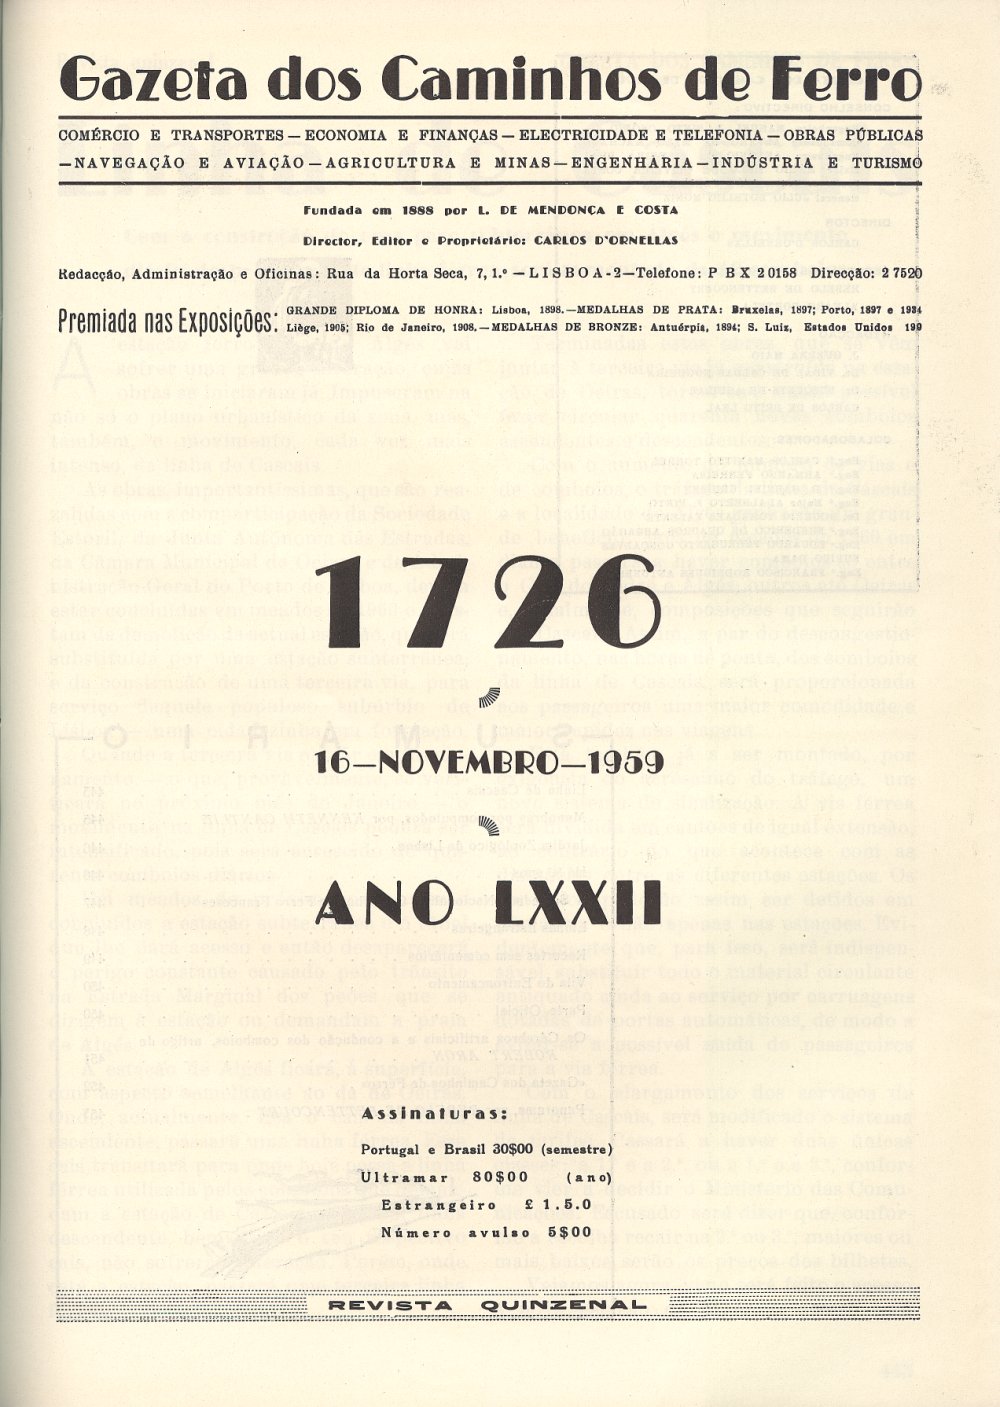 Gazeta dos Caminhos de Ferro
COMÉRCIO E TRANSPORTES — ECONOMIA E FINANÇAS — ELECTRICIDADE E TELEFONIA — OBRAS PÚBLICAS
—NAVEGAÇÃO E AVIAÇÃO — AGRICULTURA E MINAS — ENGENHARIA — INDÚSTRIA E TURISMO
Fundada em 1888 por L. DE MENDONÇA E COSTA
Director, Editor e Proprietário: CARLOS D'ORNELLAS
Redacção, Administração e Oficinas: Rua da Horta Seca, 7, 1.º — LISBOA-2—Telefone: P B X 2 0158 Direcção: 2 7520
Premiada nas Exposições:
GRANDE DIPLOMA DE HONRA: Lisboa, 1898.—MEDALHAS DE PRATA: Bruxelas, 1897; Porto, 1897 e 1934
Liège, 1905; Rio de Janeiro, 1908.—MEDALHAS DE BRONZE: Antuérpia, 1894; S. Luiz, Estados Unidos 190
1726
16—NOVEMBRO—1959
ANO LXXII
Assinaturas:
Portugal e Brasil 30$00 (semestre)
Ultramar 80$00 (ano)
Estrangeiro £ 1.5.0
Número avulso 5$00
REVISTA QUINZENAL